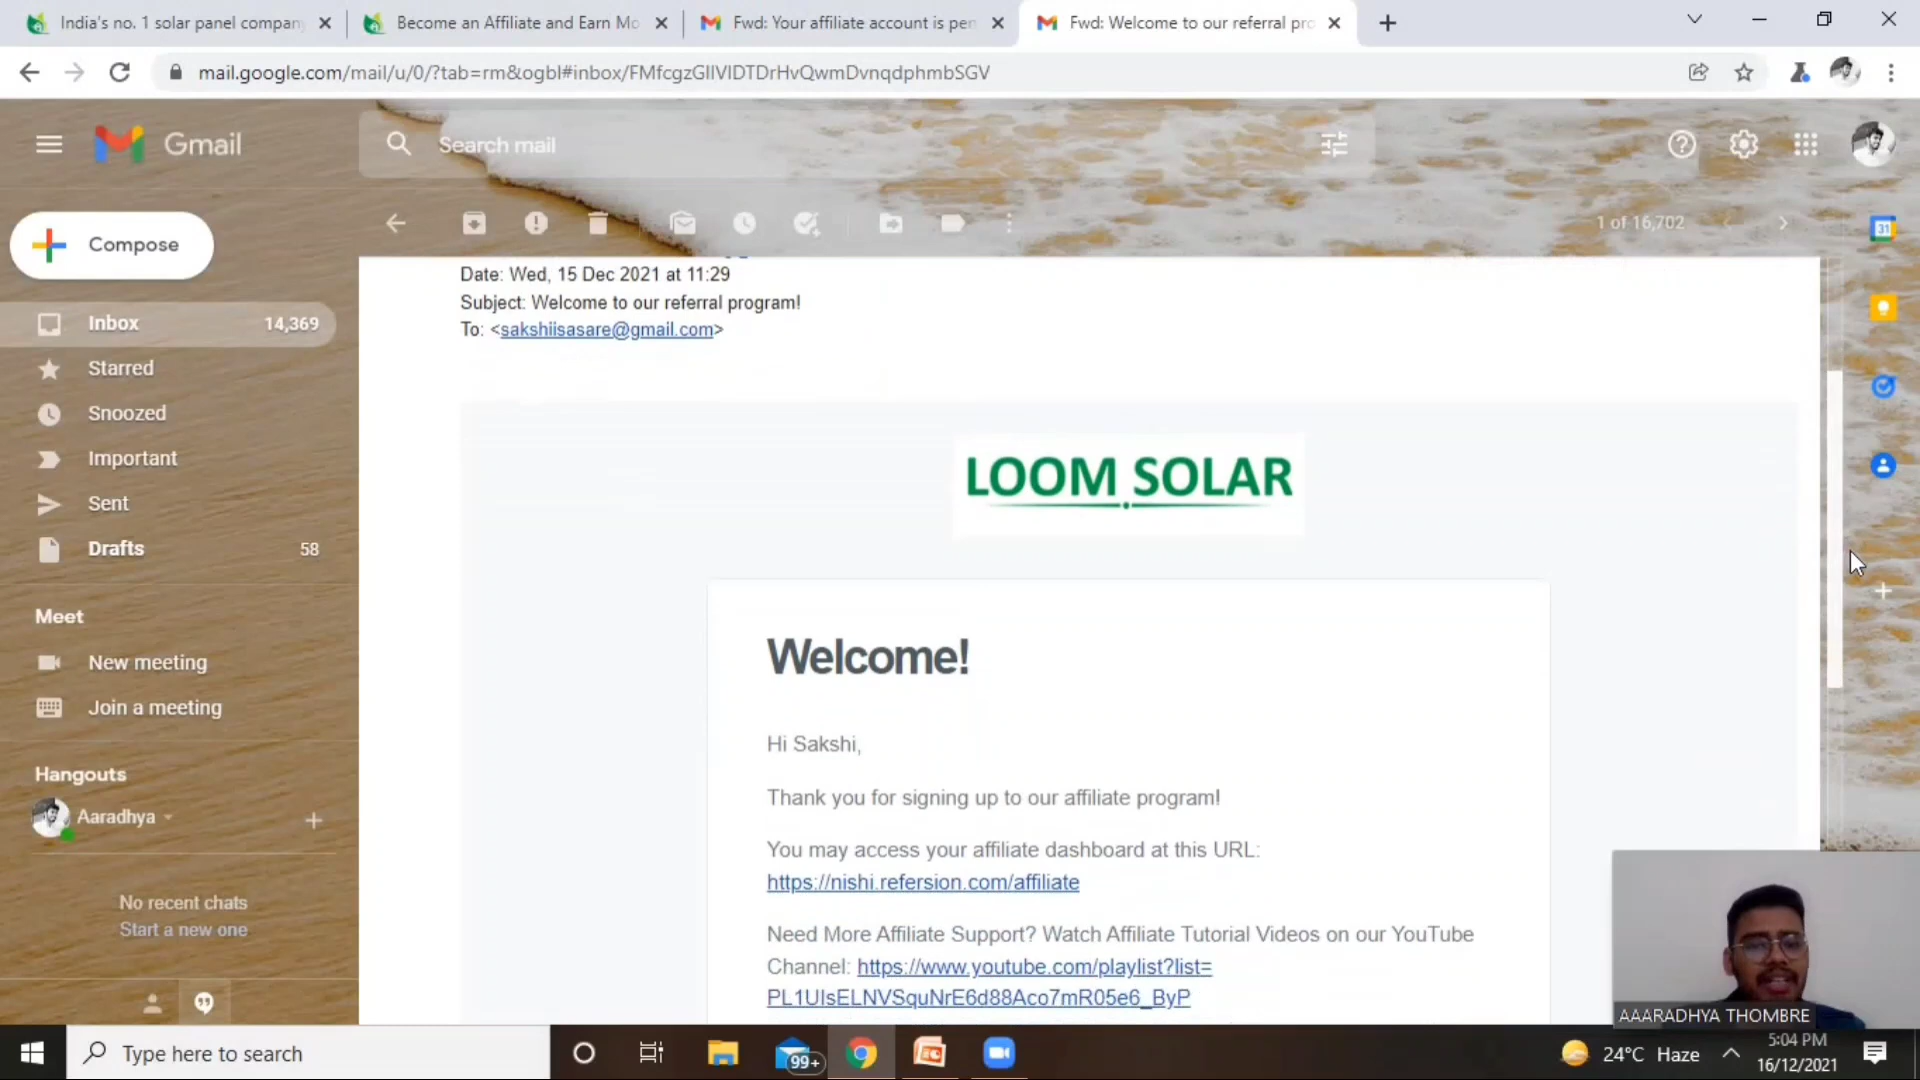 India's no. 1 solar panel company
Become an Affiliate and Earn Mo
Fwd: Your affiliate account is pen
Fwd: Welcome to our referral pro
mail.google.com/mail/u/0/?tab=rm&ogbl#inbox/FMfcgzGllVlDTDrHvQwmDvnqdphmbSGV
Gmail
Search mail
1 of 16,702
31
Compose
Inbox 14,369
Starred
Snoozed
Important
Sent
Drafts 58
Meet
New meeting
Join a meeting
Hangouts
Aaradhya
No recent chats
Start a new one
Date: Wed, 15 Dec 2021 at 11:29
Subject: Welcome to our referral program!
To: <sakshiisasare@gmail.com>
LOOM SOLAR
Welcome!
Hi Sakshi,
Thank you for signing up to our affiliate program!
You may access your affiliate dashboard at this URL:
https://nishi.refersion.com/affiliate
Need More Affiliate Support? Watch Affiliate Tutorial Videos on our YouTube
Channel: https://www.youtube.com/playlist?list=
PL1UIsELNVSquNrE6d88Aco7mR05e6_ByP
AAARADHYA THOMBRE
Type here to search
99+
24°C Haze
5:04 PM
16/12/2021